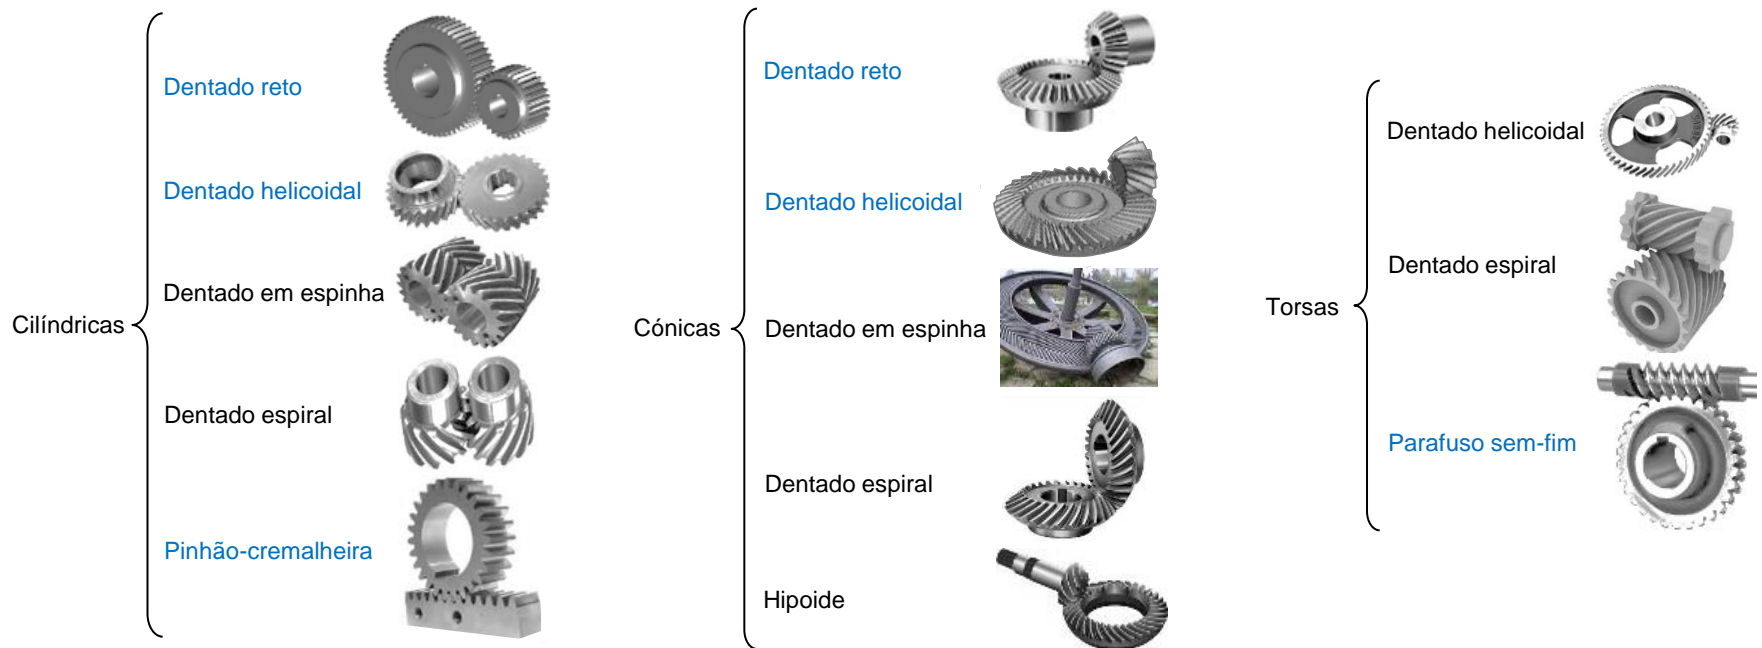 Cilíndricas
Dentado reto
Dentado helicoidal
Dentado em espinha
Dentado espiral
Pinhão-cremalheira
Cónicas
Dentado reto
Dentado helicoidal
Dentado em espinha
Dentado espiral
Hipoide
Torsas
Dentado helicoidal
Dentado espiral
Parafuso sem-fim